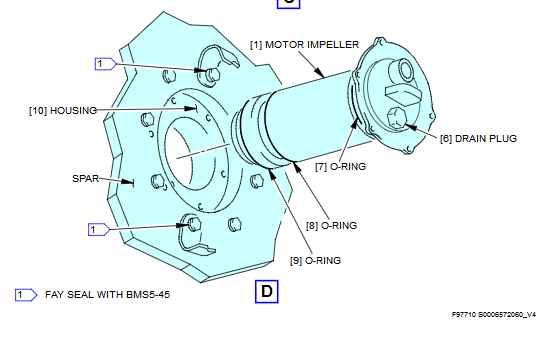 C
[1] MOTOR IMPELLER
1
[10] HOUSING
[6] DRAIN PLUG
[7] O-RING
SPAR
[8] O-RING
1
[9] O-RING
D
1 FAY SEAL WITH BMS5-45
F97710 S0006572060_V4